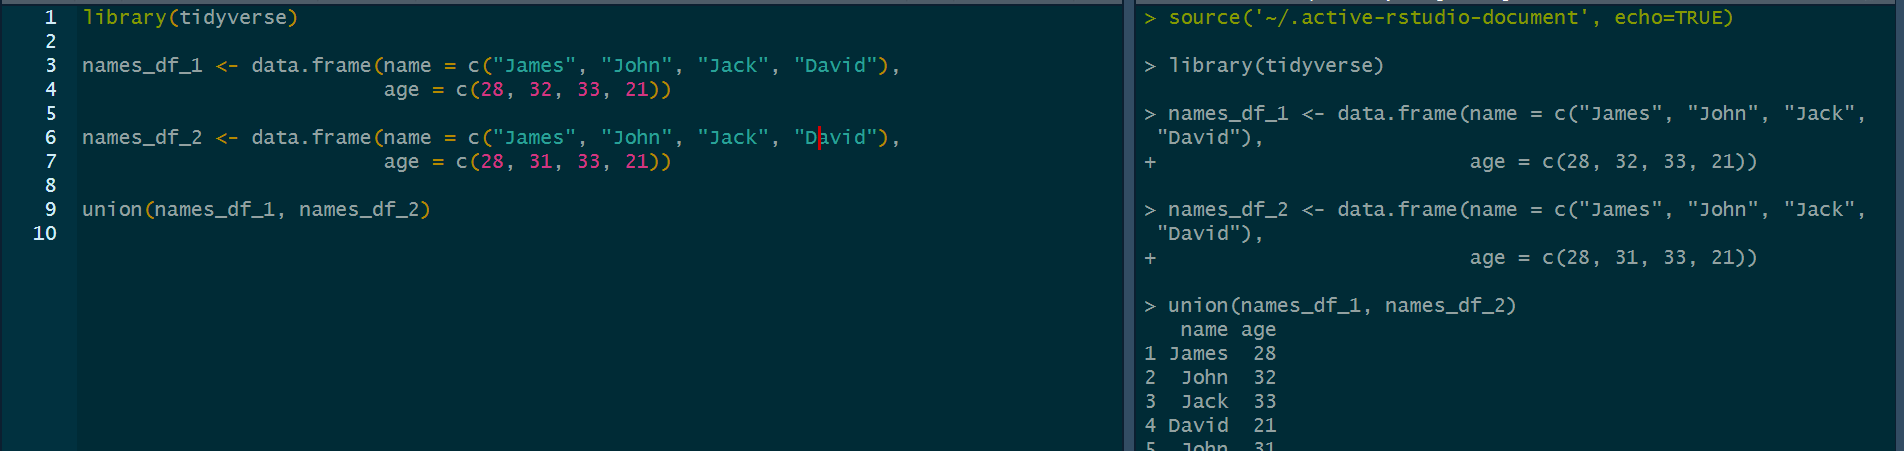 1 library(tidyverse)
2
3 names_df_1 <- data.frame(name = c("James", "John", "Jack", "David"),
4 age = c(28, 32, 33, 21))
5
6 names_df_2 <- data.frame(name = c("James", "John", "Jack", "David"),
7 age = c(28, 31, 33, 21))
8
9 union(names_df_1, names_df_2)
10
> source('~/.active-rstudio-document', echo=TRUE)
> library(tidyverse)
> names_df_1 <- data.frame(name = c("James", "John", "Jack",
"David"),
+ age = c(28, 32, 33, 21))
> names_df_2 <- data.frame(name = c("James", "John", "Jack",
"David"),
+ age = c(28, 31, 33, 21))
> union(names_df_1, names_df_2)
name age
1 James 28
2 John 32
3 Jack 33
4 David 21
5 John 31